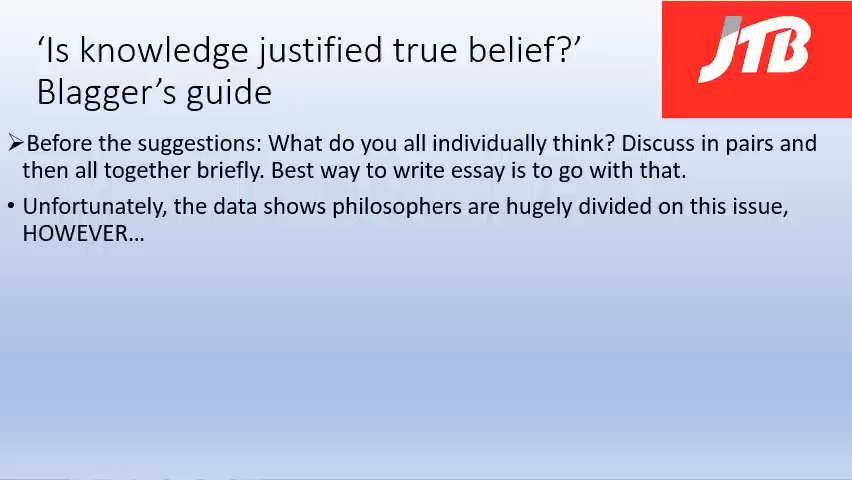 ‘Is knowledge justified true belief?’
Blagger’s guide
JTB
➢Before the suggestions: What do you all individually think? Discuss in pairs and
then all together briefly. Best way to write essay is to go with that.
• Unfortunately, the data shows philosophers are hugely divided on this issue,
HOWEVER…